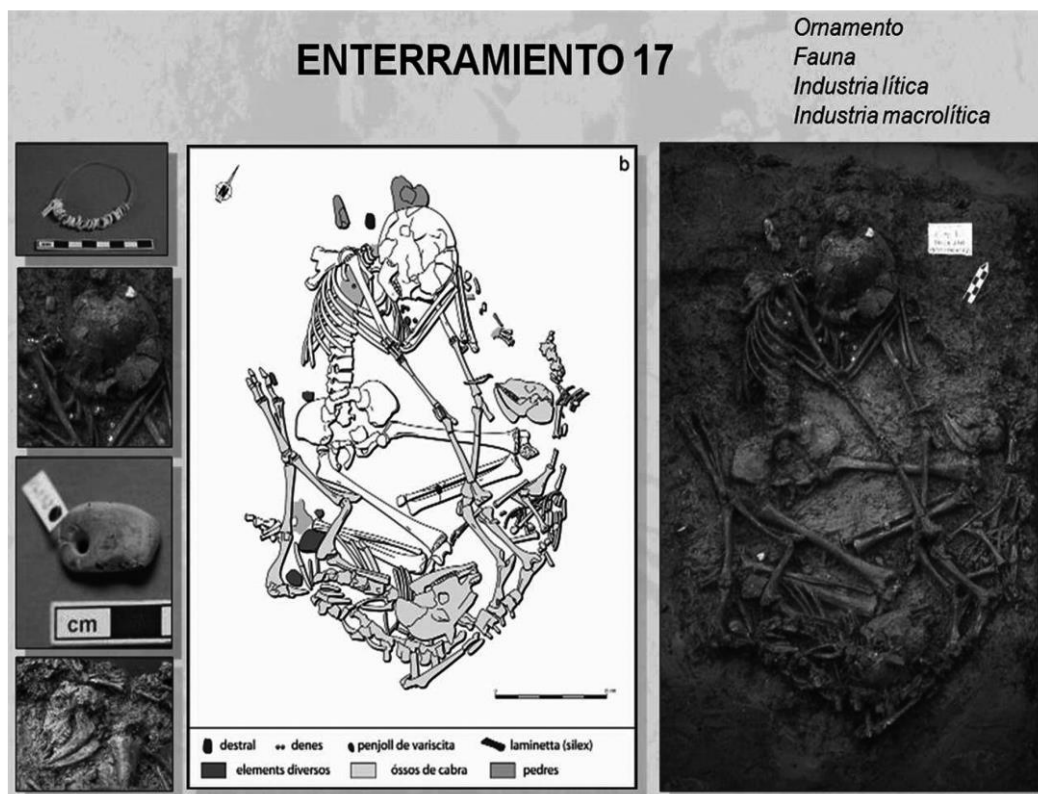 ENTERRAMIENTO 17
Ornamento
Fauna
Industria lítica
Industria macrolítica
b
N
cm
destral
denes
penjoll de variscita
laminetta (sílex)
elements diversos
óssos de cabra
pedres